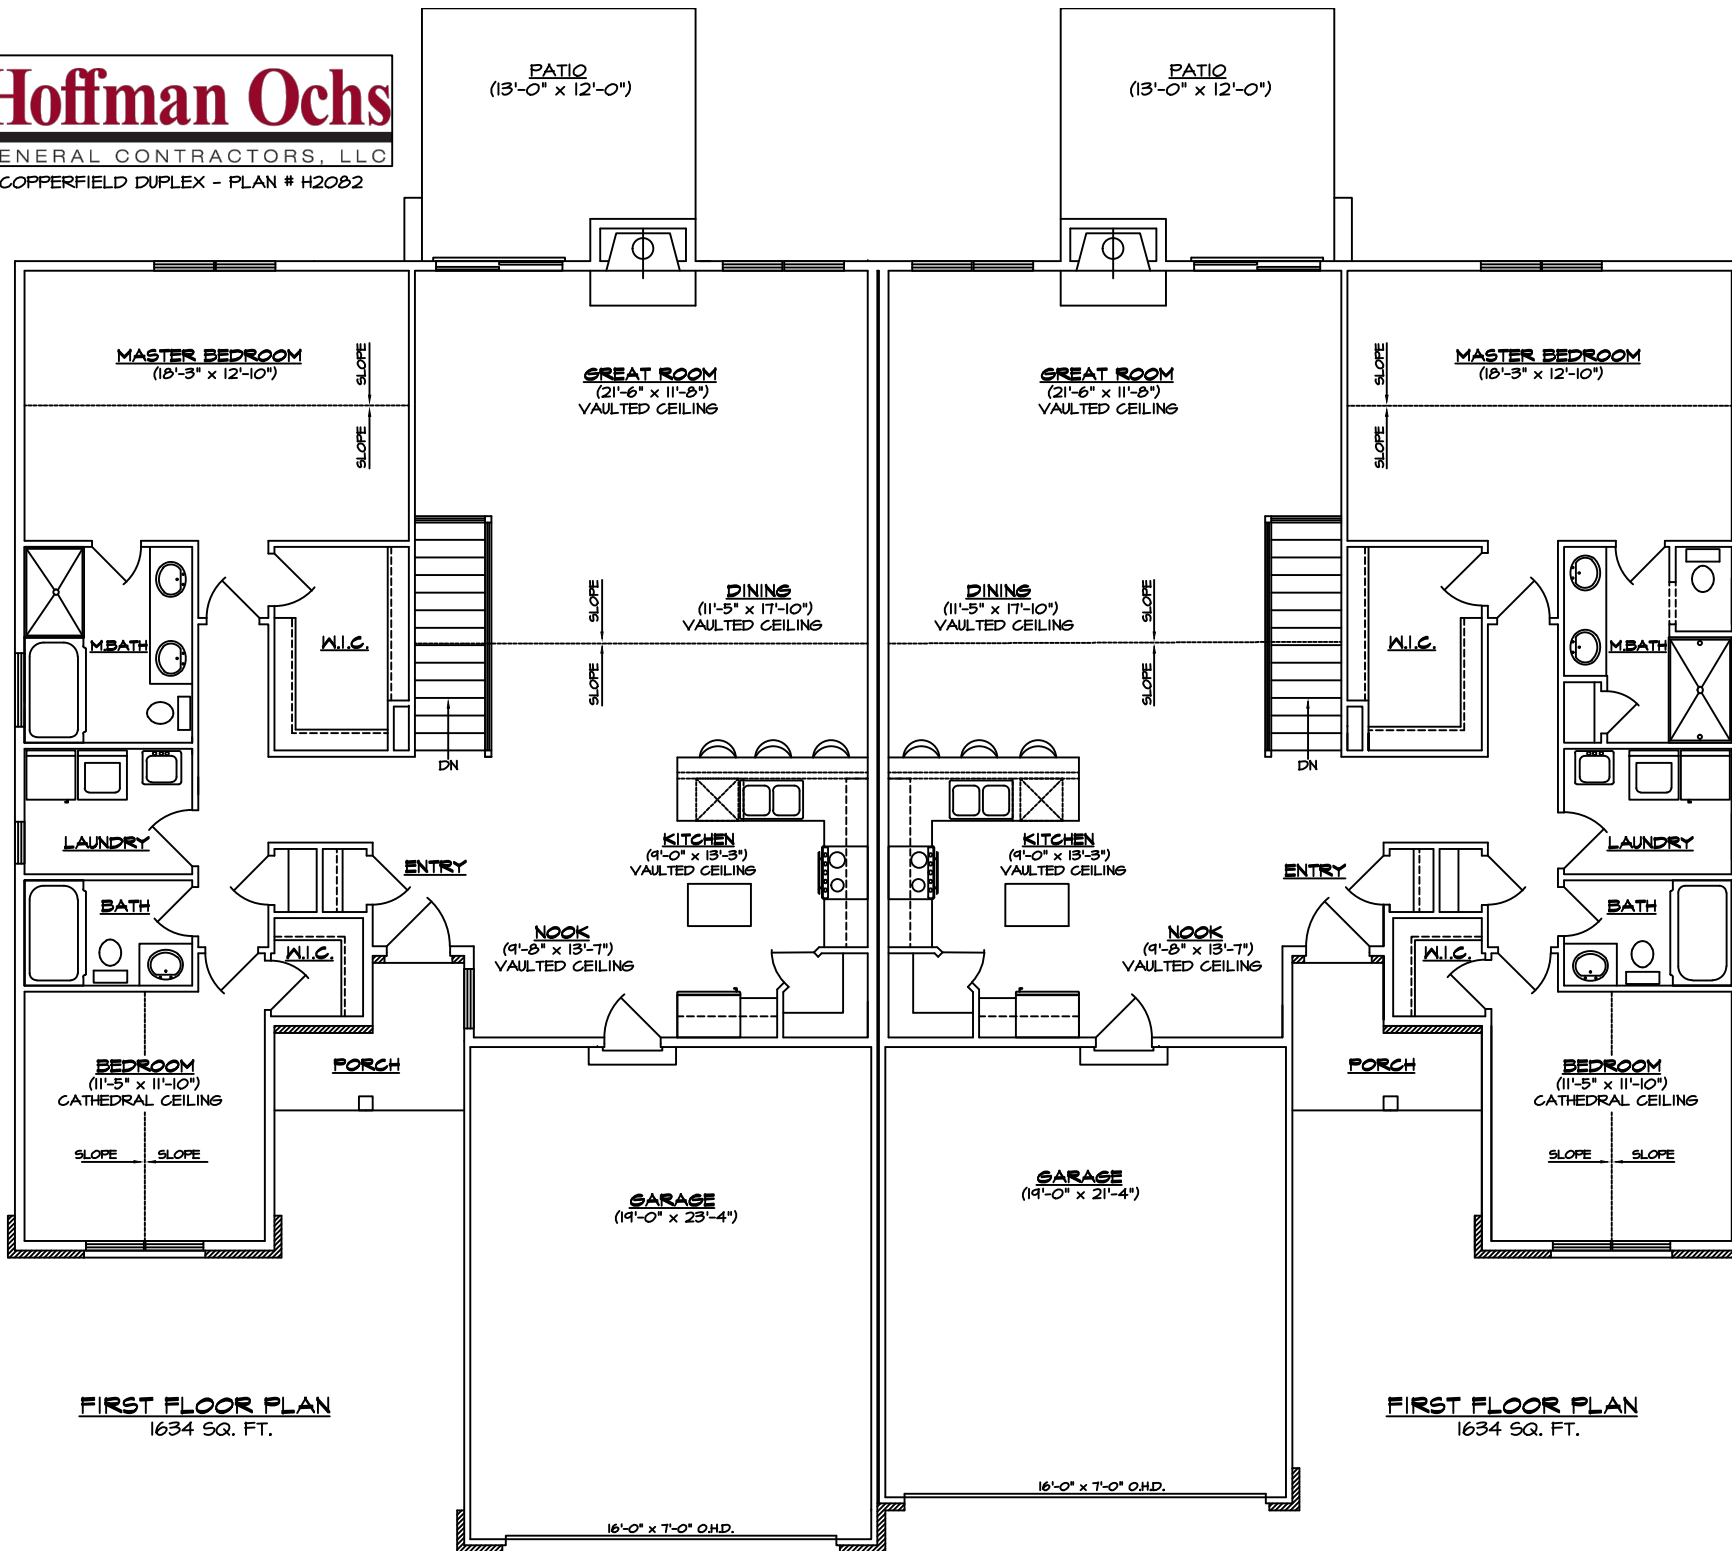 Hoffman Ochs
ENERAL CONTRACTORS, LLC
COPPERFIELD DUPLEX - PLAN # H2082
PATIO
(13'-0" x 12'-0")
PATIO
(13'-0" x 12'-0")
MASTER BEDROOM
(18'-3" x 12'-10")
SLOPE
SLOPE
GREAT ROOM
(21'-6" x 11'-8")
VAULTED CEILING
GREAT ROOM
(21'-6" x 11'-8")
VAULTED CEILING
SLOPE
SLOPE
MASTER BEDROOM
(18'-3" x 12'-10")
M.BATH
W.I.C.
SLOPE
SLOPE
DINING
(11'-5" x 17'-10")
VAULTED CEILING
DINING
(11'-5" x 17'-10")
VAULTED CEILING
SLOPE
SLOPE
W.I.C.
M.BATH
DN
DN
LAUNDRY
ENTRY
KITCHEN
(9'-0" x 13'-3")
VAULTED CEILING
KITCHEN
(9'-0" x 13'-3")
VAULTED CEILING
ENTRY
LAUNDRY
BATH
W.I.C.
NOOK
(9'-8" x 13'-7")
VAULTED CEILING
NOOK
(9'-8" x 13'-7")
VAULTED CEILING
W.I.C.
BATH
BEDROOM
(11'-5" x 11'-10")
CATHEDRAL CEILING
SLOPE SLOPE
PORCH
PORCH
BEDROOM
(11'-5" x 11'-10")
CATHEDRAL CEILING
SLOPE SLOPE
GARAGE
(19'-0" x 23'-4")
GARAGE
(19'-0" x 21'-4")
FIRST FLOOR PLAN
1634 SQ. FT.
FIRST FLOOR PLAN
1634 SQ. FT.
16'-0" x 7'-0" O.H.D.
16'-0" x 7'-0" O.H.D.